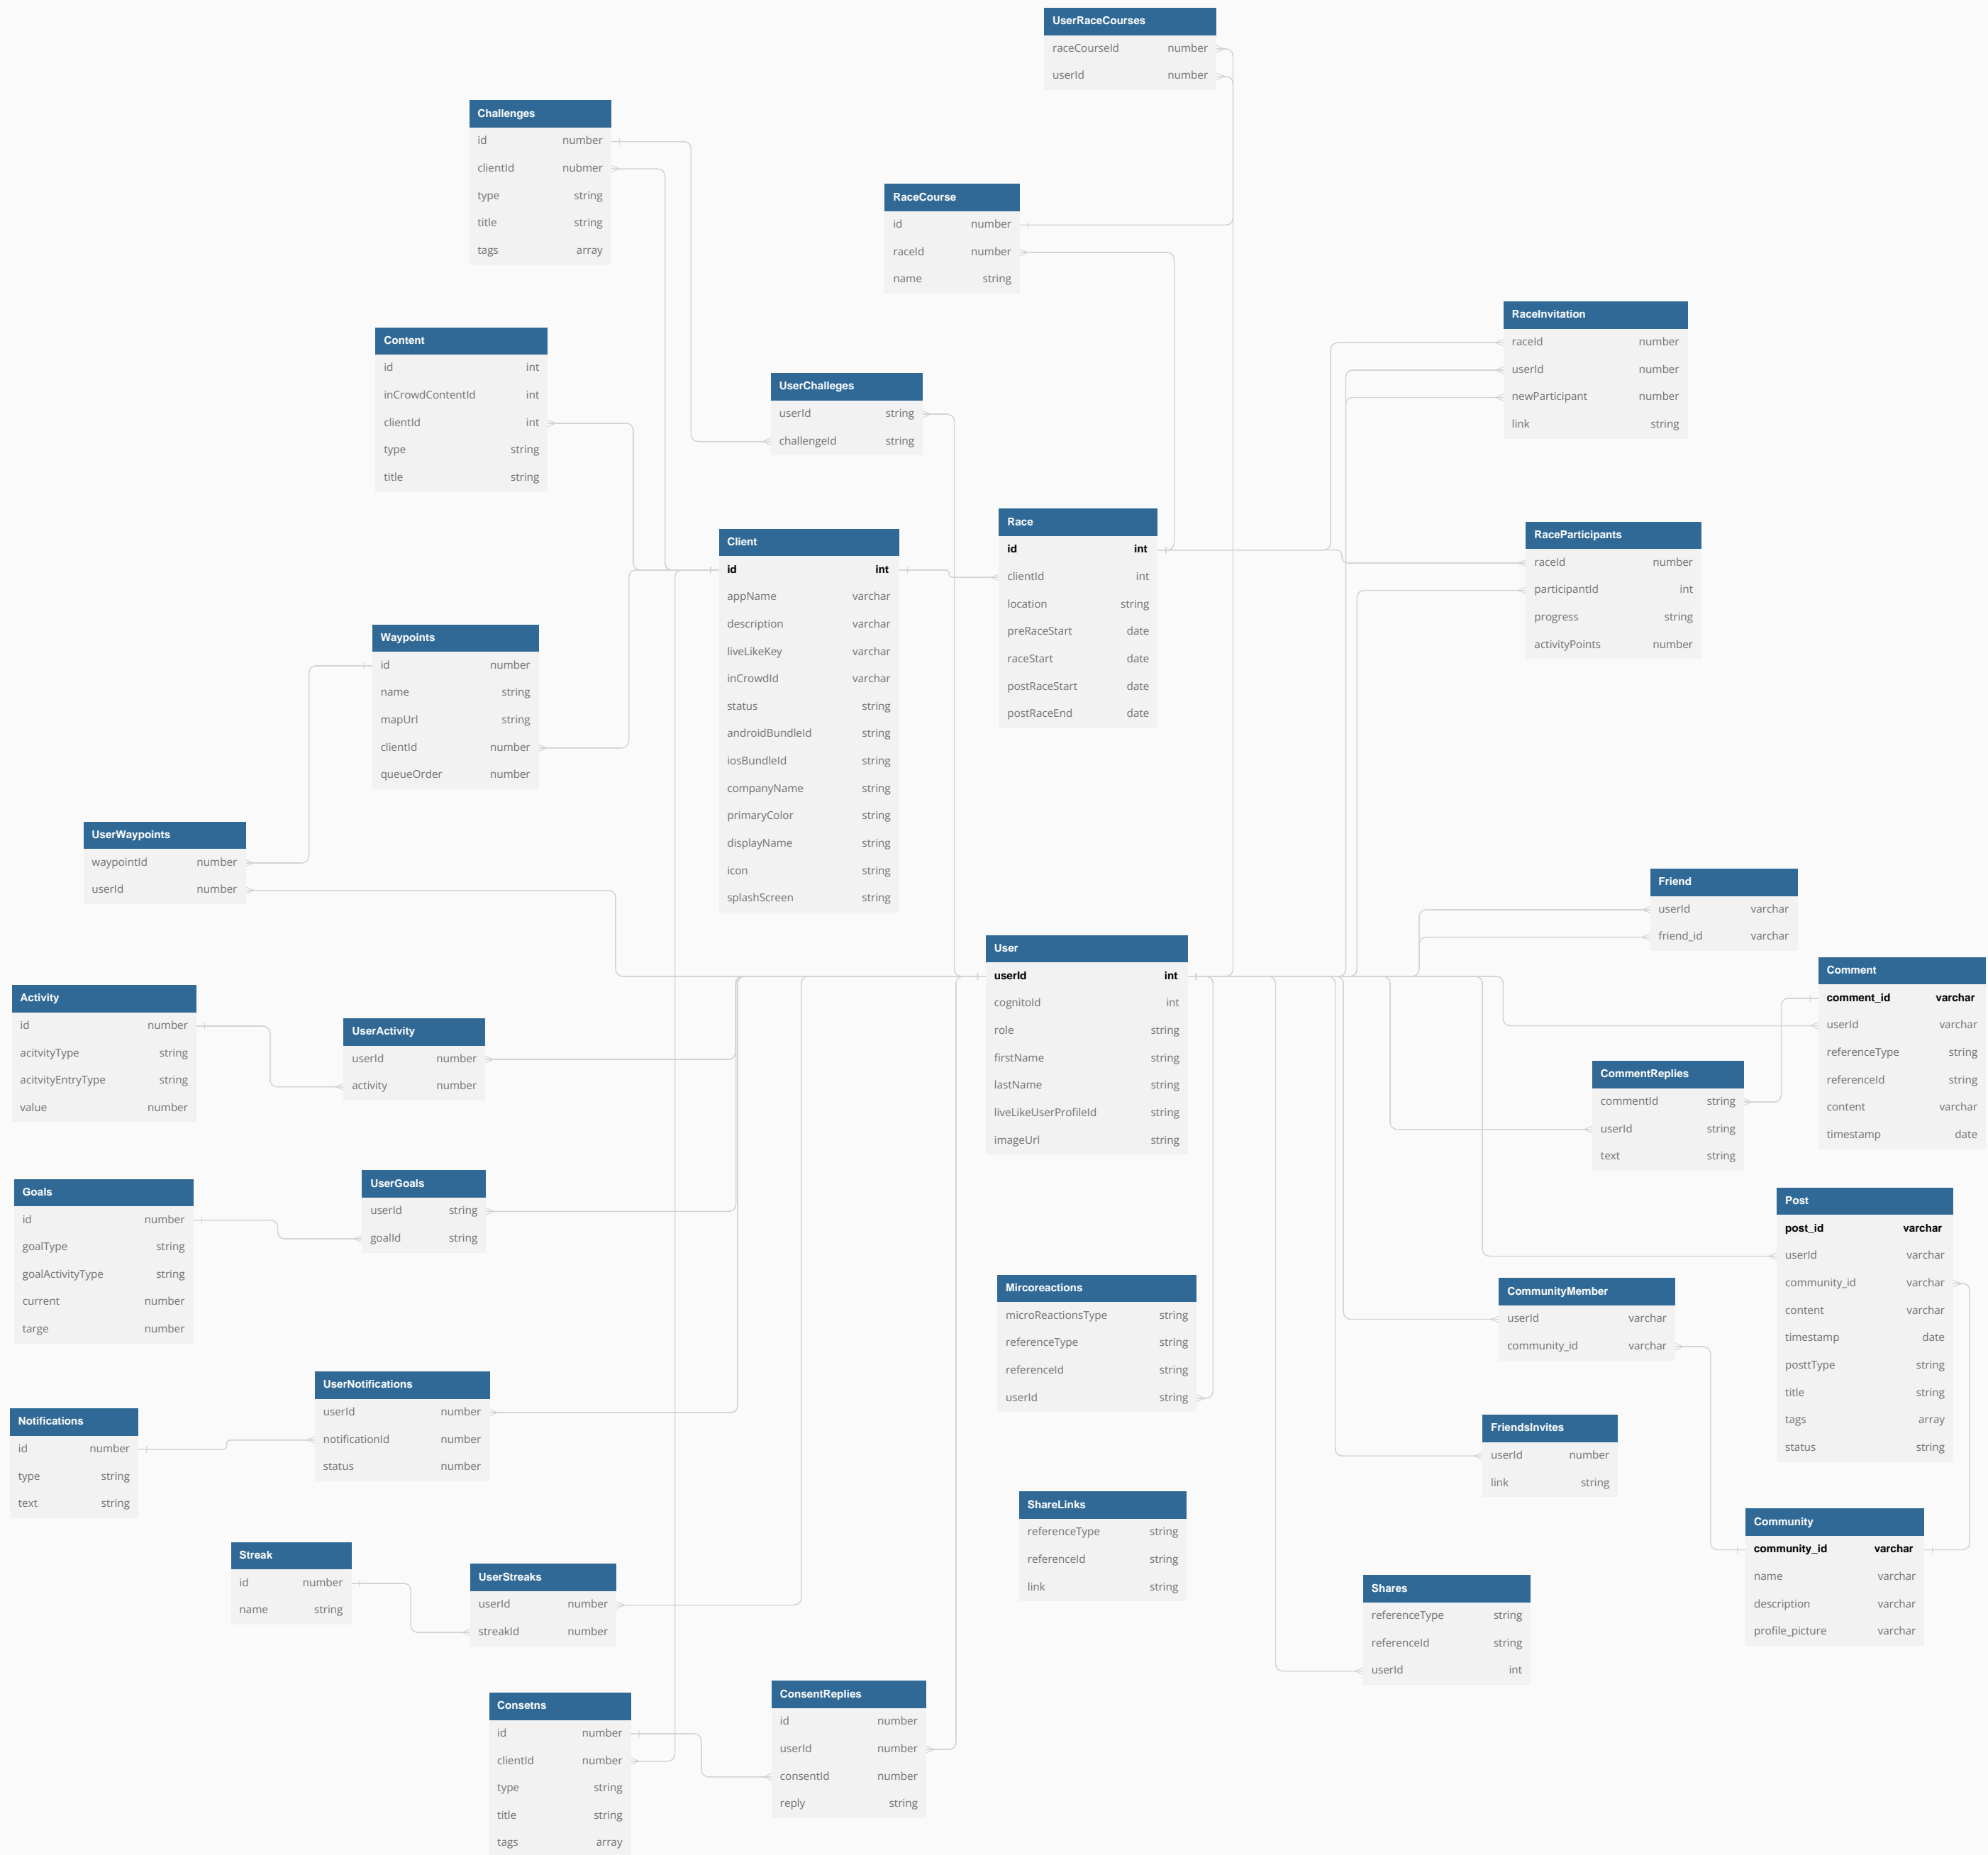 UserRaceCourses
raceCourseId number
userId number
Challenges
id number
clientId nubmer
type string
title string
tags array
RaceCourse
id number
raceId number
name string
RaceInvitation
raceId number
userId number
newParticipant number
link string
Content
id int
inCrowdContentId int
clientId int
type string
title string
UserChalleges
userId string
challengeId string
Race
id int
clientId int
location string
preRaceStart date
raceStart date
postRaceStart date
postRaceEnd date
RaceParticipants
raceId number
participantId int
progress string
activityPoints number
Client
id int
appName varchar
description varchar
liveLikeKey varchar
inCrowdId varchar
status string
androidBundleId string
iosBundleId string
companyName string
primaryColor string
displayName string
icon string
splashScreen string
Waypoints
id number
name string
mapUrl string
clientId number
queueOrder number
UserWaypoints
waypointId number
userId number
Friend
userId varchar
friend_id varchar
User
userId int
cognitoId int
role string
firstName string
lastName string
liveLikeUserProfileId string
imageUrl string
Comment
comment_id varchar
userId varchar
referenceType string
referenceId string
content varchar
timestamp date
Activity
id number
acitvityType string
acitvityEntryType string
value number
UserActivity
userId number
activity number
CommentReplies
commentId string
userId string
text string
UserGoals
userId string
goalId string
Goals
id number
goalType string
goalActivityType string
current number
targe number
Post
post_id varchar
userId varchar
community_id varchar
content varchar
timestamp date
posttType string
title string
tags array
status string
Mircoreactions
microReactionsType string
referenceType string
referenceId string
userId string
CommunityMember
userId varchar
community_id varchar
UserNotifications
userId number
notificationId number
status number
Notifications
id number
type string
text string
FriendsInvites
userId number
link string
ShareLinks
referenceType string
referenceId string
link string
Community
community_id varchar
name varchar
description varchar
profile_picture varchar
Streak
id number
name string
UserStreaks
userId number
streakId number
Shares
referenceType string
referenceId string
userId int
ConsentReplies
id number
userId number
consentId number
reply string
Consetns
id number
clientId number
type string
title string
tags array